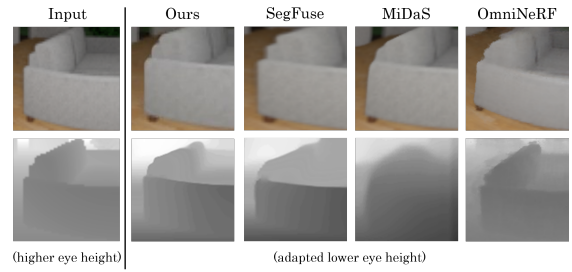 Input Ours SegFuse MiDaS OmniNeRF
(higher eye height) (adapted lower eye height)